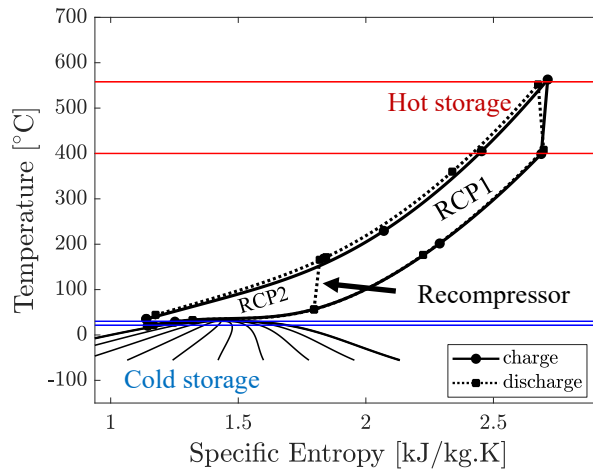 700
600
500
400
300
200
100
0
-100
Temperature [°C]
Hot storage
RCP1
RCP2
Recompressor
Cold storage
charge
discharge
1
1.5
2
2.5
Specific Entropy [kJ/kg.K]